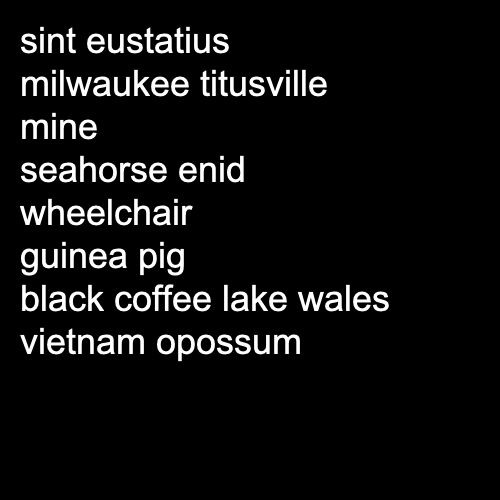 sint eustatius
milwaukee titusville
mine
seahorse enid
wheelchair
guinea pig
black coffee lake wales
vietnam opossum